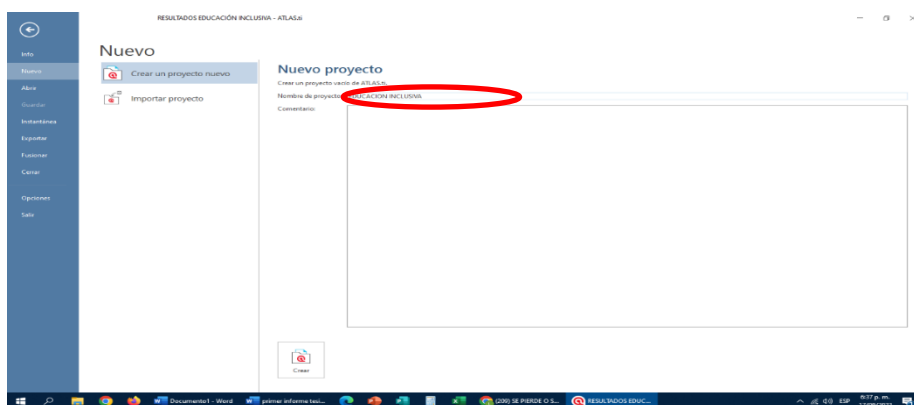 RESULTADOS EDUCACIÓN INCLUSIVA - ATLAS.ti
Info
Nuevo
Abrir
Guardar
Instantánea
Exportar
Fusionar
Cerrar
Opciones
Salir
Nuevo
Crear un proyecto nuevo
Importar proyecto
Nuevo proyecto
Crear un proyecto vacío de ATLAS.ti.
Nombre de proyecto
EDUCACION INCLUSIVA
Comentario
Crear
Documento1 - Word
primer informe tesi...
(209) SE PIERDE O S...
RESULTADOS EDUC...
ESP
6:37 p. m.